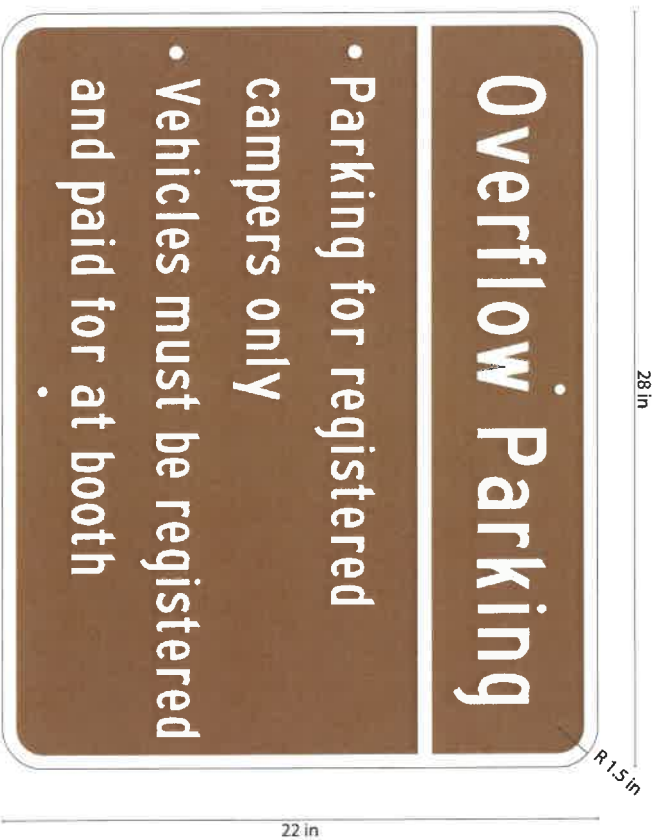 Overflow Parking
• Parking for registered
campers only
• Vehicles must be registered
and paid for at booth
28 in
R 1.5 in
22 in